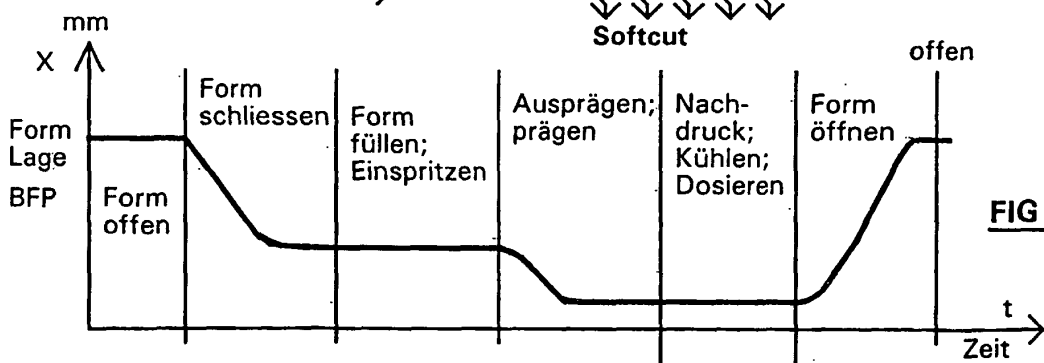 Softcut
mm
X
offen
Form
Lage
BFP
Form
offen
Form
schliessen
Form
füllen;
Einspritzen
Ausprägen;
prägen
Nach-
druck;
Kühlen;
Dosieren
Form
öffnen
FIG
t
Zeit